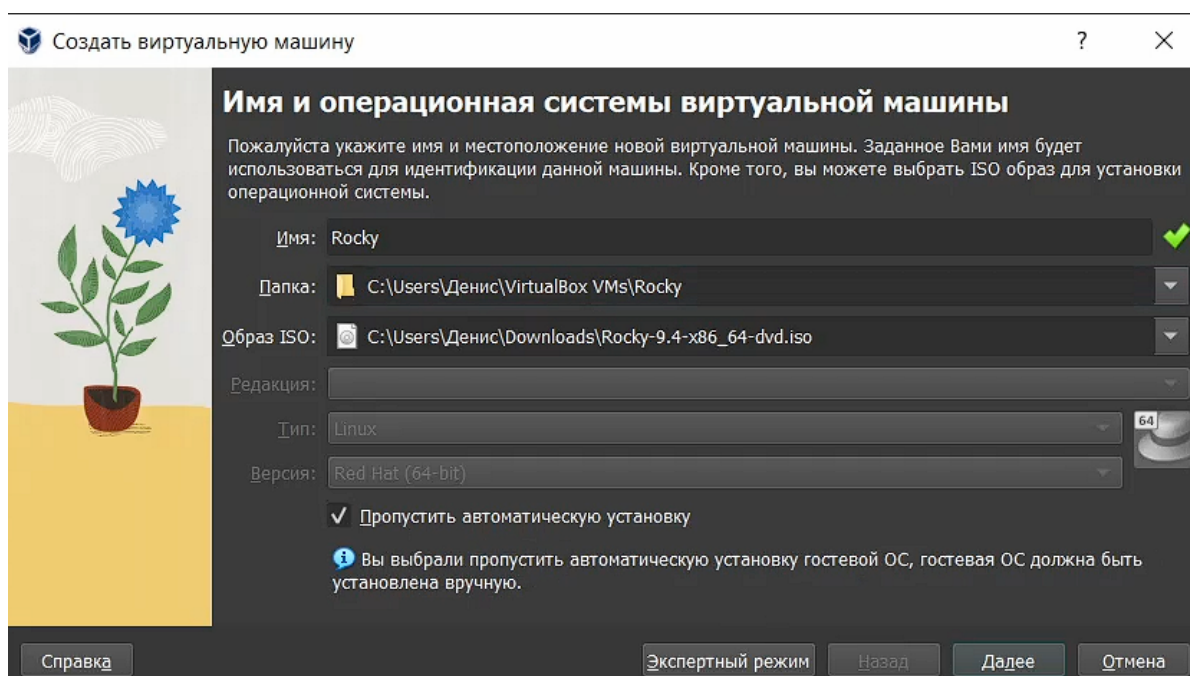 Создать виртуальную машину ? ×
Имя и операционная системы виртуальной машины
Пожалуйста укажите имя и местоположение новой виртуальной машины. Заданное Вами имя будет
использоваться для идентификации данной машины. Кроме того, вы можете выбрать ISO образ для установки
операционной системы.
Имя: Rocky
Папка: C:\Users\Денис\VirtualBox VMs\Rocky
Образ ISO: C:\Users\Денис\Downloads\Rocky-9.4-x86_64-dvd.iso
Редакция:
Тип: Linux 64
Версия: Red Hat (64-bit)
Пропустить автоматическую установку
Вы выбрали пропустить автоматическую установку гостевой ОС, гостевая ОС должна быть
установлена вручную.
Справка Экспертный режим Назад Далее Отмена